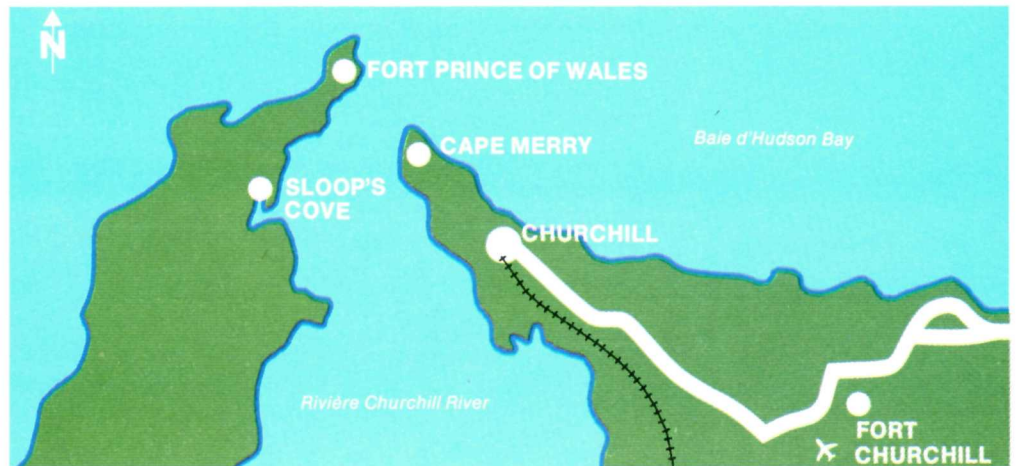 N
FORT PRINCE OF WALES
CAPE MERRY
Baie d'Hudson Bay
SLOOP'S
COVE
CHURCHILL
Rivière Churchill River
FORT
CHURCHILL